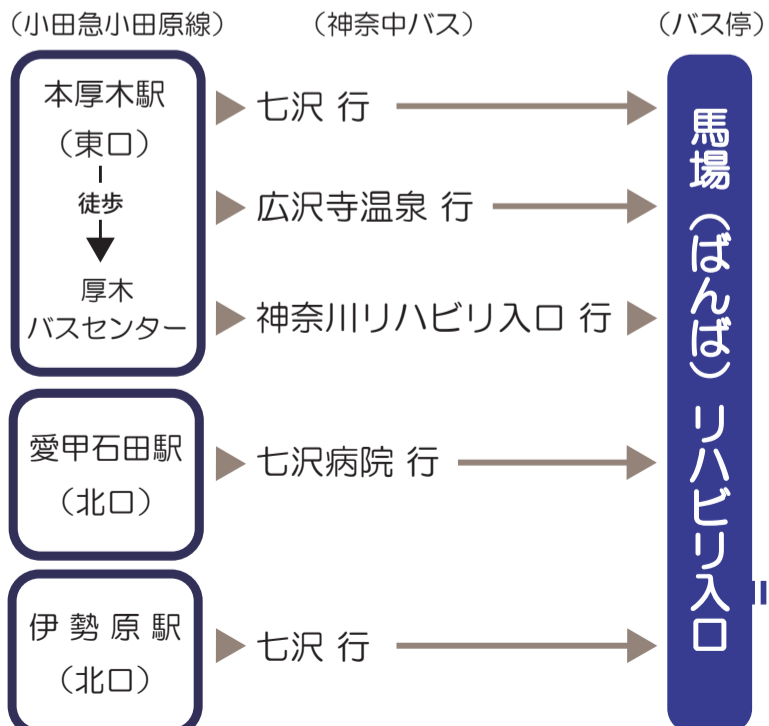 （小田急小田原線）
（神奈中バス）
（バス停）
本厚木駅
（東口）
徒歩
厚木
バスセンター
七沢 行
広沢寺温泉 行
神奈川リハビリ入口 行
愛甲石田駅
（北口）
七沢病院 行
伊勢原駅
（北口）
七沢 行
馬場（ばんば）リハビリ入口